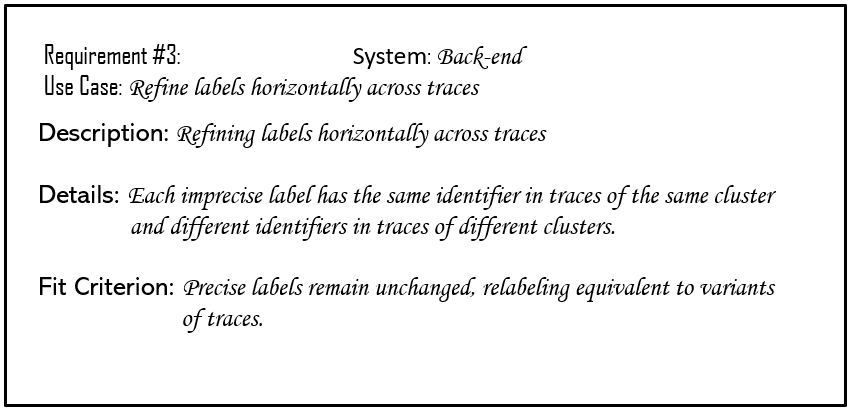 Requirement #3: System: Back-end
Use Case: Refine labels horizontally across traces
Description: Refining labels horizontally across traces
Details: Each imprecise label has the same identifier in traces of the same cluster
and different identifiers in traces of different clusters.
Fit Criterion: Precise labels remain unchanged, relabeling equivalent to variants
of traces.